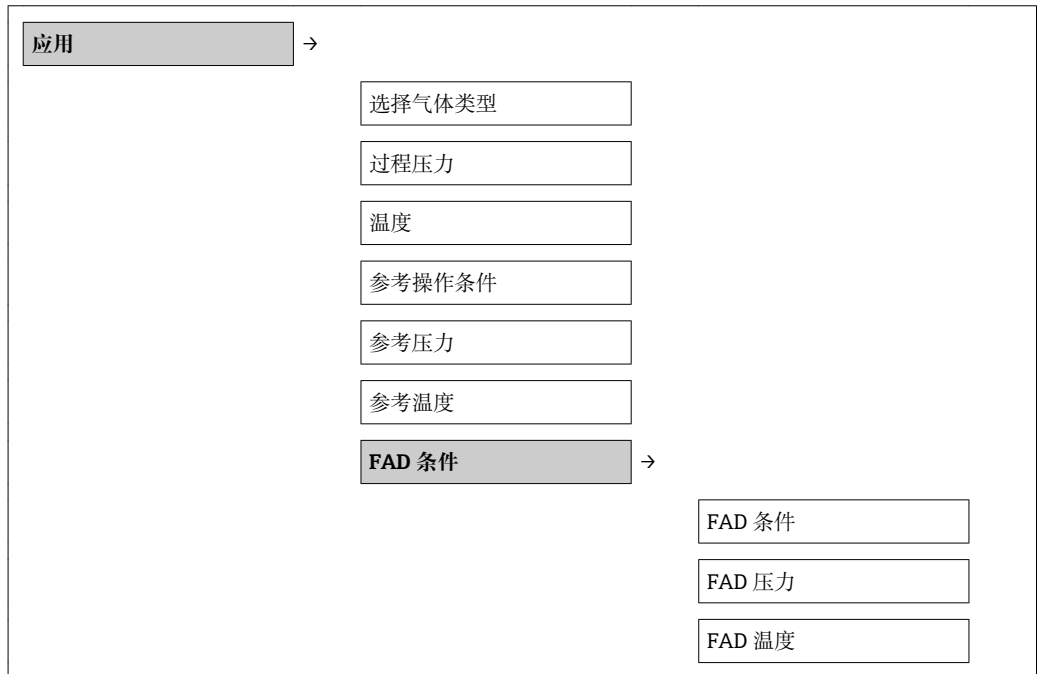 应用 →
选择气体类型
过程压力
温度
参考操作条件
参考压力
参考温度
FAD 条件 →
FAD 条件
FAD 压力
FAD 温度